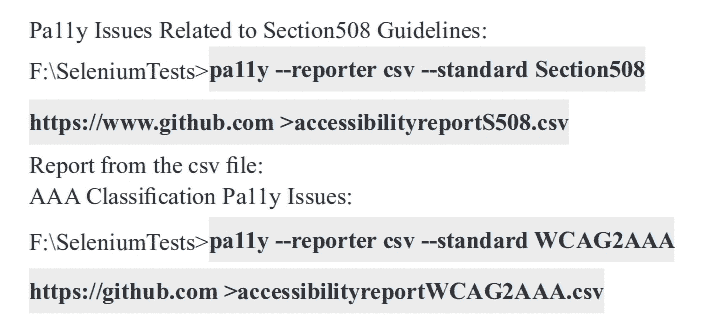 Pa11y Issues Related to Section508 Guidelines:
F:\SeleniumTests>pa11y --reporter csv --standard Section508
https://www.github.com >accessibilityreportS508.csv
Report from the csv file:
AAA Classification Pa11y Issues:
F:\SeleniumTests>pa11y --reporter csv --standard WCAG2AAA
https://github.com >accessibilityreportWCAG2AAA.csv